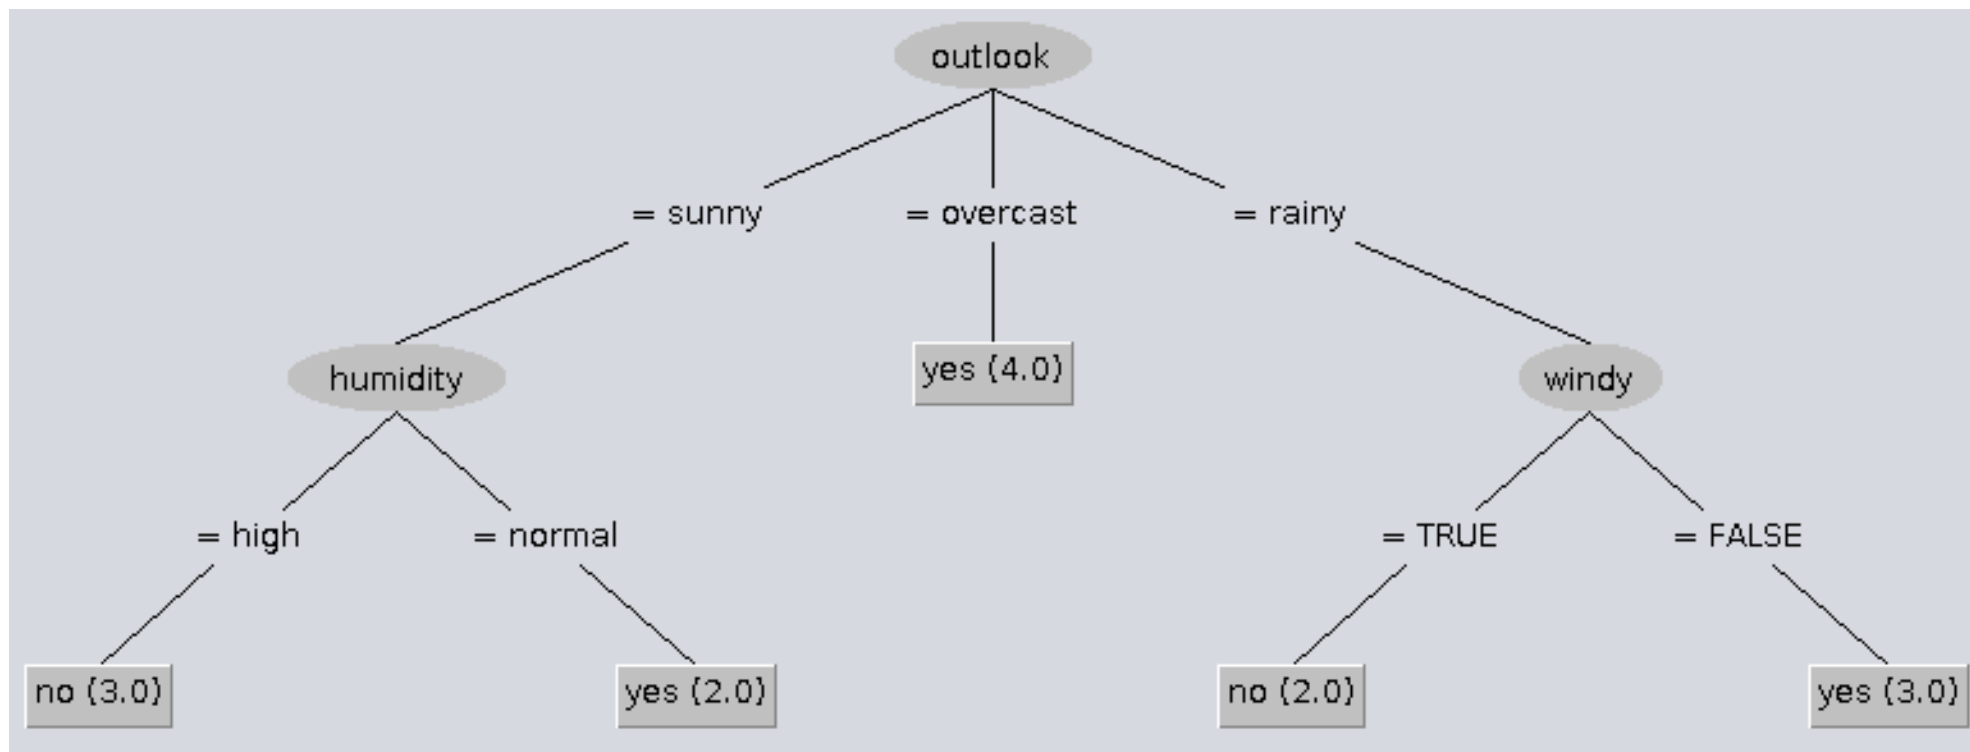 outlook
= sunny
= overcast
= rainy
humidity
yes (4.0)
windy
= high
= normal
= TRUE
= FALSE
no (3.0)
yes (2.0)
no (2.0)
yes (3.0)